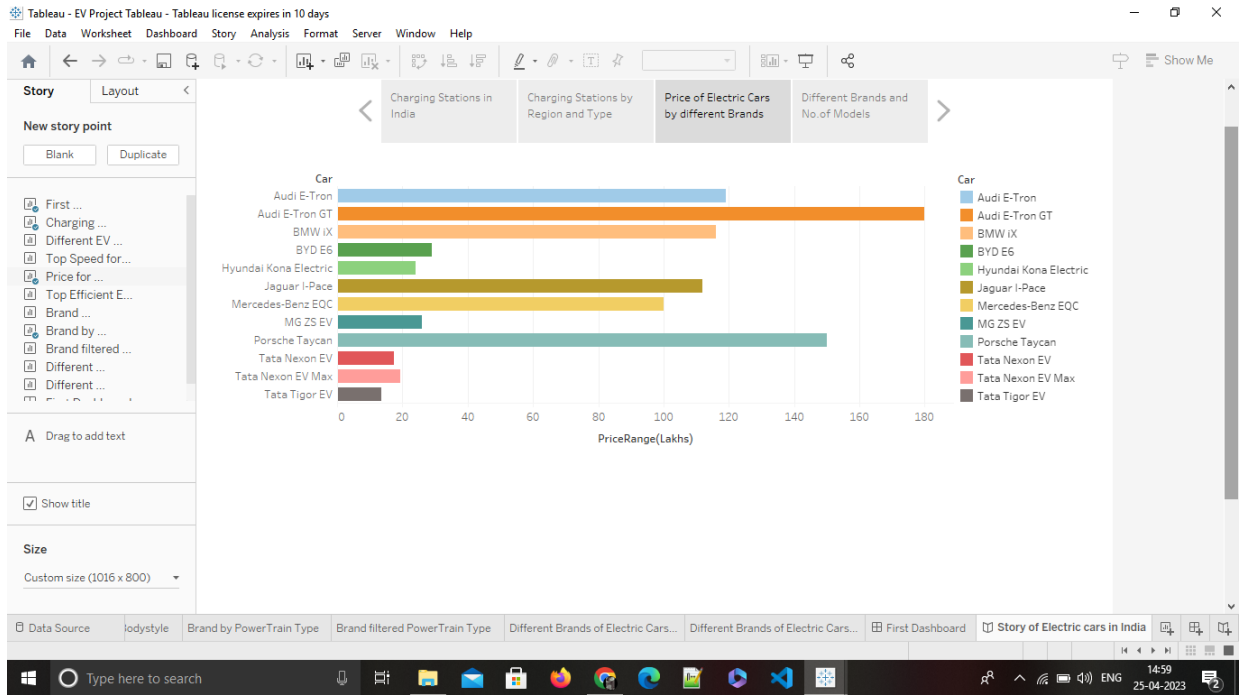 Tableau - EV Project Tableau - Tableau license expires in 10 days
File Data Worksheet Dashboard Story Analysis Format Server Window Help
Show Me
Story Layout
New story point
Blank Duplicate
First ...
Charging ...
Different EV ...
Top Speed for...
Price for ...
Top Efficient E...
Brand ...
Brand by ...
Brand filtered ...
Different ...
Different ...
A Drag to add text
Show title
Size
Custom size (1016 x 800)
Charging Stations in
India
Charging Stations by
Region and Type
Price of Electric Cars
by different Brands
Different Brands and
No.of Models
Car
Audi E-Tron
Audi E-Tron GT
BMW iX
BYD E6
Hyundai Kona Electric
Jaguar I-Pace
Mercedes-Benz EQC
MG ZS EV
Porsche Taycan
Tata Nexon EV
Tata Nexon EV Max
Tata Tigor EV
0 20 40 60 80 100 120 140 160 180
PriceRange(Lakhs)
Car
Audi E-Tron
Audi E-Tron GT
BMW iX
BYD E6
Hyundai Kona Electric
Jaguar I-Pace
Mercedes-Benz EQC
MG ZS EV
Porsche Taycan
Tata Nexon EV
Tata Nexon EV Max
Tata Tigor EV
Data Source odystyle Brand by PowerTrain Type Brand filtered PowerTrain Type Different Brands of Electric Cars... Different Brands of Electric Cars... First Dashboard Story of Electric cars in India
Type here to search
ENG
14:59
25-04-2023
2